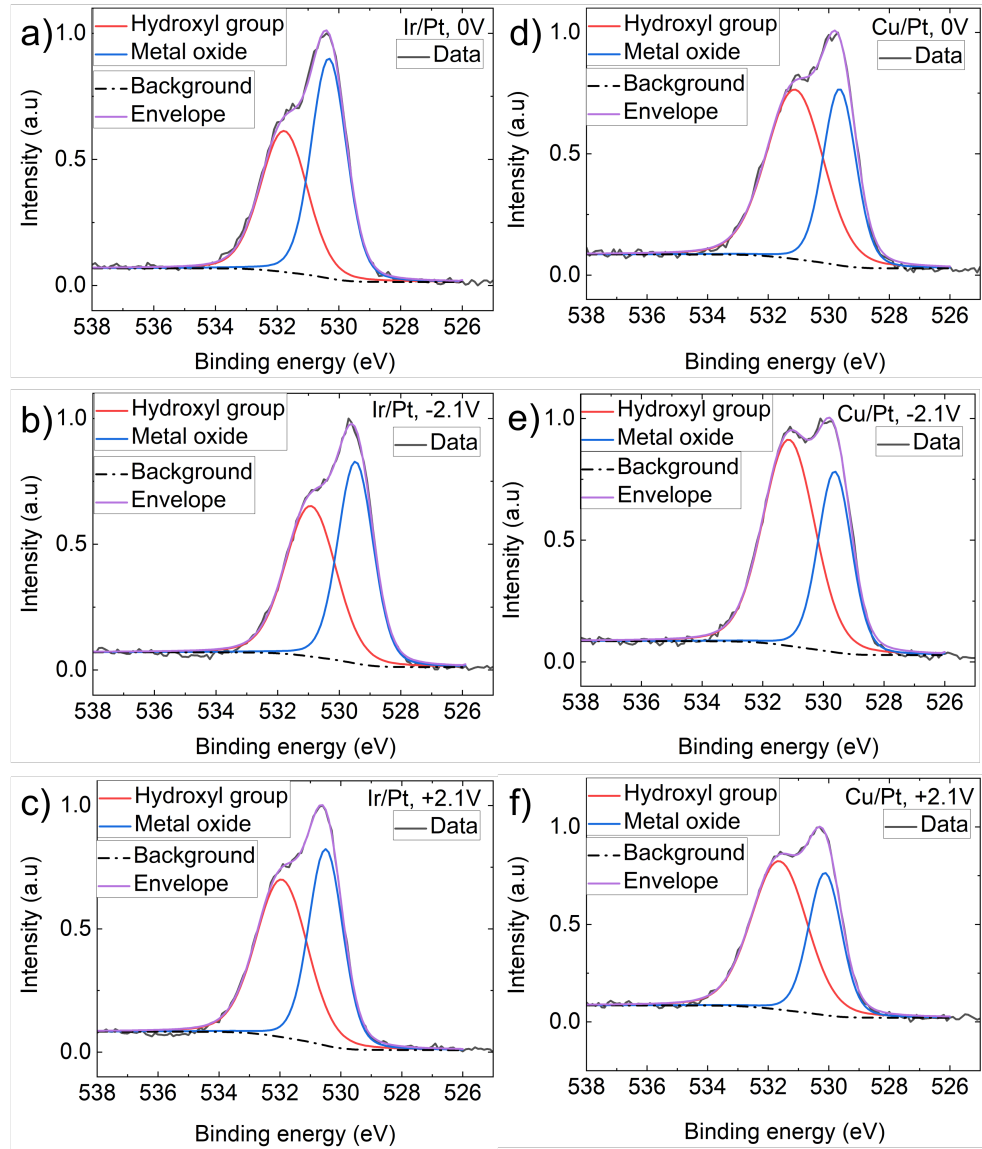 a)
Hydroxyl group
Metal oxide
Background
Envelope
Ir/Pt, 0V
Data
Intensity (a.u)
1.0
0.5
0.0
538 536 534 532 530 528 526
Binding energy (eV)
d)
Hydroxyl group
Metal oxide
Background
Envelope
Cu/Pt, 0V
Data
Intensity (a.u)
1.0
0.5
0.0
538 536 534 532 530 528 526
Binding energy (eV)
b)
Hydroxyl group
Metal oxide
Background
Envelope
Ir/Pt, -2.1V
Data
Intensity (a.u)
1.0
0.5
0.0
538 536 534 532 530 528 526
Binding energy (eV)
e)
Hydroxyl group
Metal oxide
Background
Envelope
Cu/Pt, -2.1V
Data
Intensity (a.u)
1.0
0.5
0.0
538 536 534 532 530 528 526
Binding energy (eV)
c)
Hydroxyl group
Metal oxide
Background
Envelope
Ir/Pt, +2.1V
Data
Intensity (a.u)
1.0
0.5
0.0
538 536 534 532 530 528 526
Binding energy (eV)
f)
Hydroxyl group
Metal oxide
Background
Envelope
Cu/Pt, +2.1V
Data
Intensity (a.u)
1.0
0.5
0.0
538 536 534 532 530 528 526
Binding energy (eV)